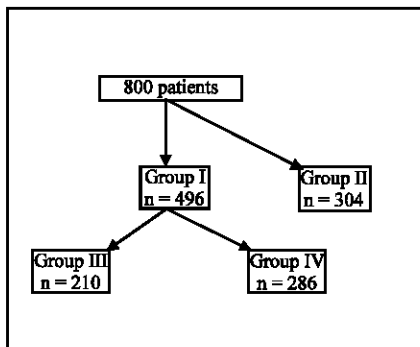 800 patients
Group I
n = 496
Group II
n = 304
Group III
n = 210
Group IV
n = 286